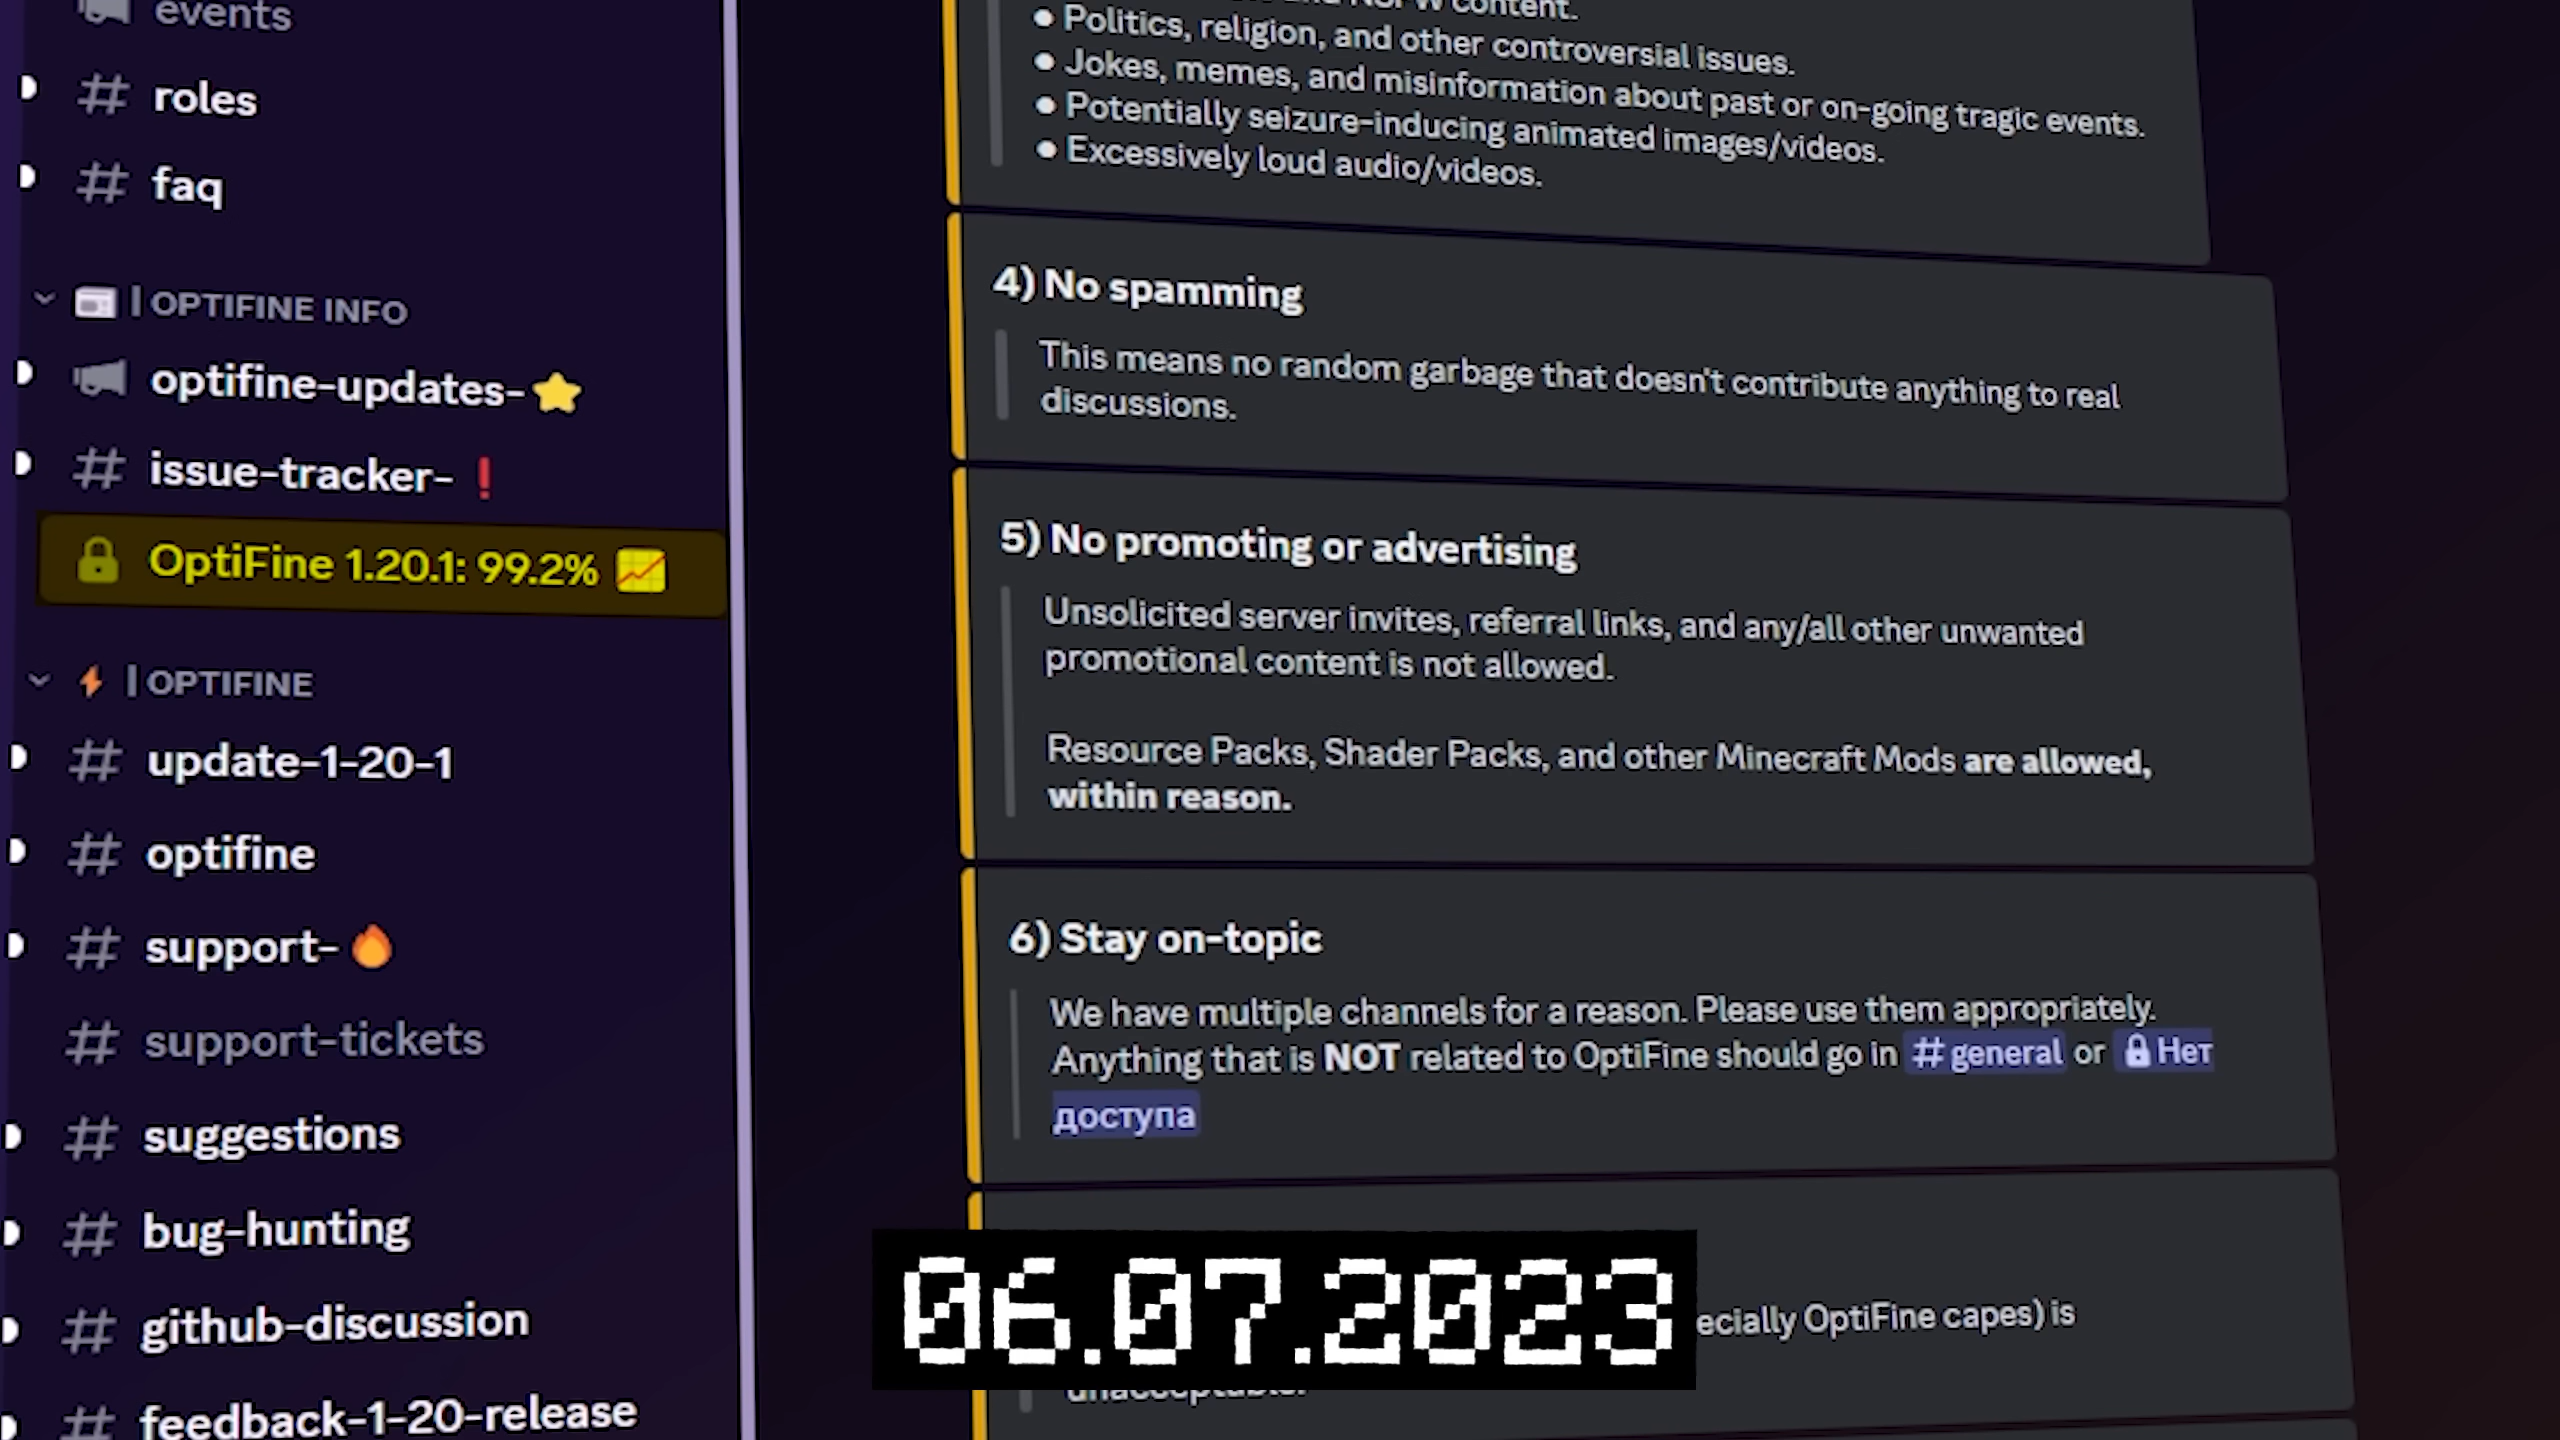 events
roles
faq
| OPTIFINE INFO
optifine-updates-
issue-tracker-
OptiFine 1.20.1: 99.2%
| OPTIFINE
update-1-20-1
optifine
support-
support-tickets
suggestions
bug-hunting
github-discussion
feedback-1-20-release
content.
• Politics, religion, and other controversial issues.
• Jokes, memes, and misinformation about past or on-going tragic events.
• Potentially seizure-inducing animated images/videos.
• Excessively loud audio/videos.
4) No spamming
This means no random garbage that doesn't contribute anything to real
discussions.
5) No promoting or advertising
Unsolicited server invites, referral links, and any/all other unwanted
promotional content is not allowed.
Resource Packs, Shader Packs, and other Minecraft Mods are allowed,
within reason.
6) Stay on-topic
We have multiple channels for a reason. Please use them appropriately.
Anything that is NOT related to OptiFine should go in # general or Нет
доступа
ecially OptiFine capes) is
06.07.2023